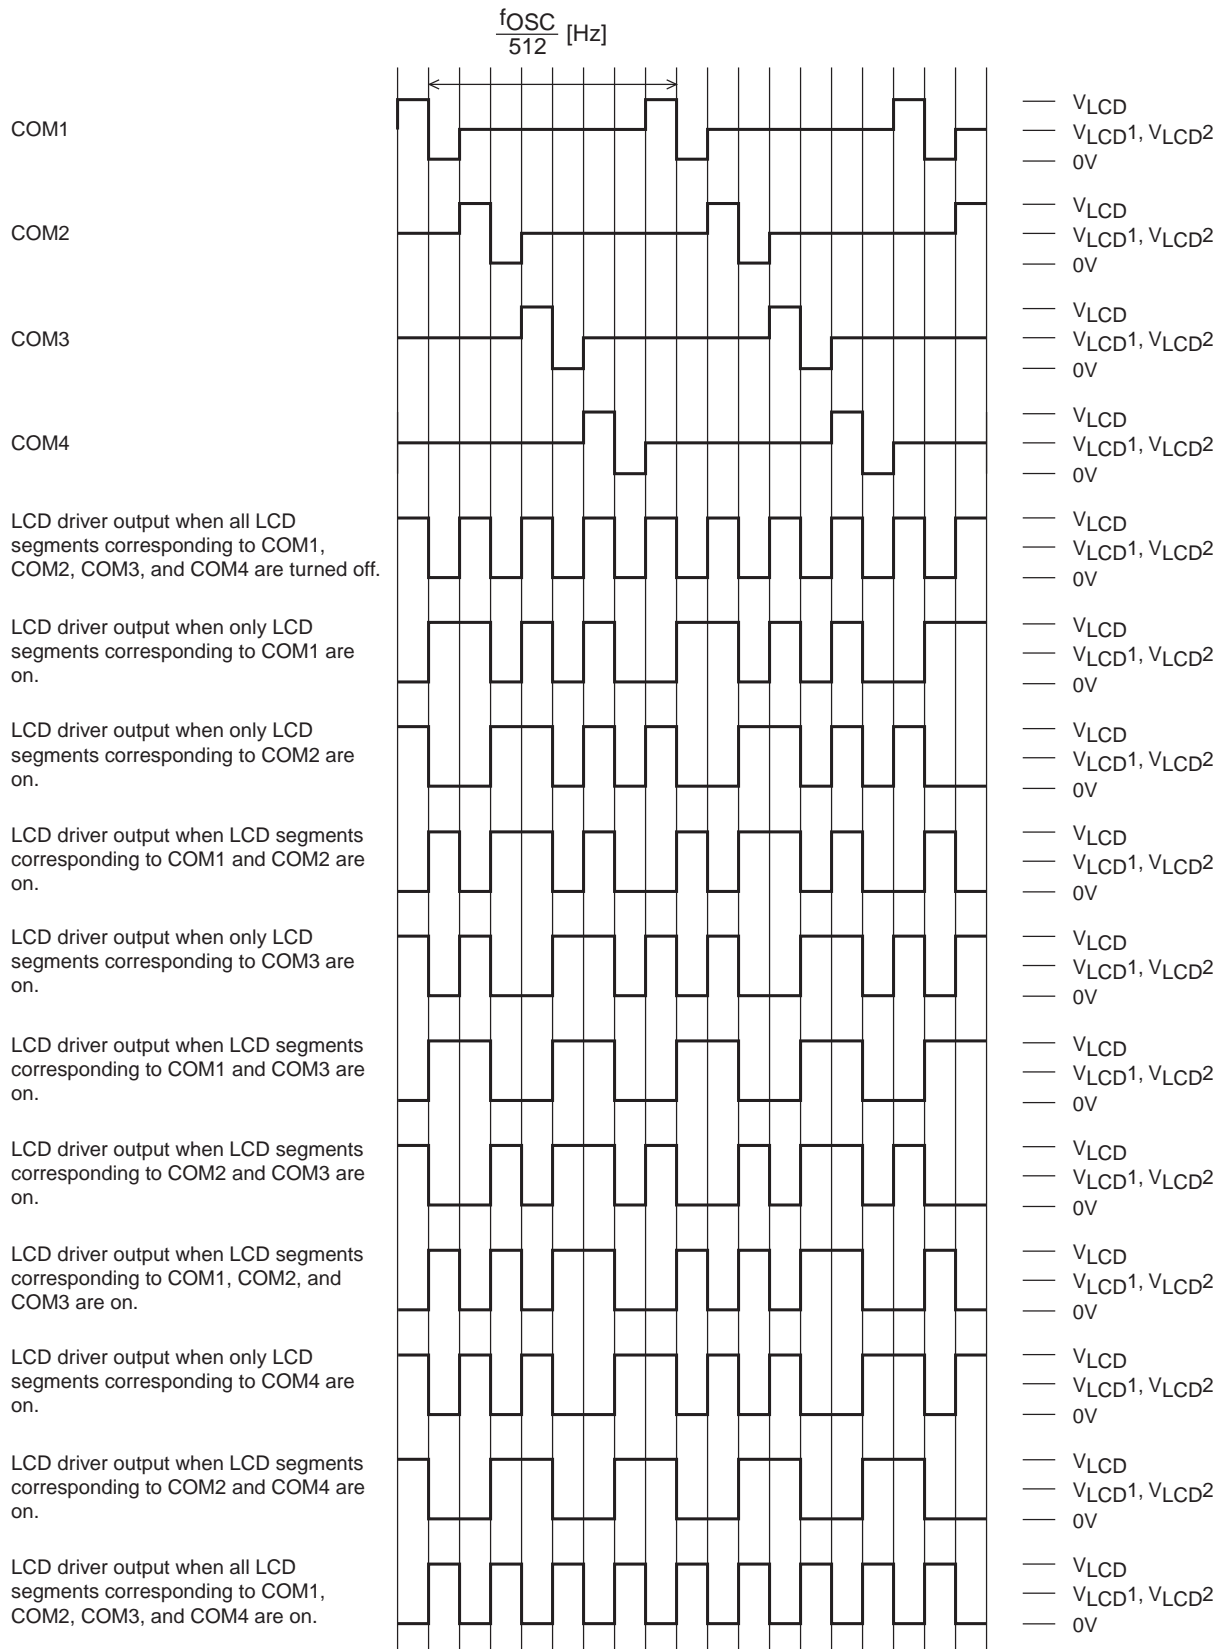 fOSC
512 [Hz]
COM1
VLCD
VLCD1, VLCD2
0V
COM2
VLCD
VLCD1, VLCD2
0V
COM3
VLCD
VLCD1, VLCD2
0V
COM4
VLCD
VLCD1, VLCD2
0V
LCD driver output when all LCD
segments corresponding to COM1,
COM2, COM3, and COM4 are turned off.
VLCD
VLCD1, VLCD2
0V
LCD driver output when only LCD
segments corresponding to COM1 are
on.
VLCD
VLCD1, VLCD2
0V
LCD driver output when only LCD
segments corresponding to COM2 are
on.
VLCD
VLCD1, VLCD2
0V
LCD driver output when LCD segments
corresponding to COM1 and COM2 are
on.
VLCD
VLCD1, VLCD2
0V
LCD driver output when only LCD
segments corresponding to COM3 are
on.
VLCD
VLCD1, VLCD2
0V
LCD driver output when LCD segments
corresponding to COM1 and COM3 are
on.
VLCD
VLCD1, VLCD2
0V
LCD driver output when LCD segments
corresponding to COM2 and COM3 are
on.
VLCD
VLCD1, VLCD2
0V
LCD driver output when LCD segments
corresponding to COM1, COM2, and
COM3 are on.
VLCD
VLCD1, VLCD2
0V
LCD driver output when only LCD
segments corresponding to COM4 are
on.
VLCD
VLCD1, VLCD2
0V
LCD driver output when LCD segments
corresponding to COM2 and COM4 are
on.
VLCD
VLCD1, VLCD2
0V
LCD driver output when all LCD
segments corresponding to COM1,
COM2, COM3, and COM4 are on.
VLCD
VLCD1, VLCD2
0V